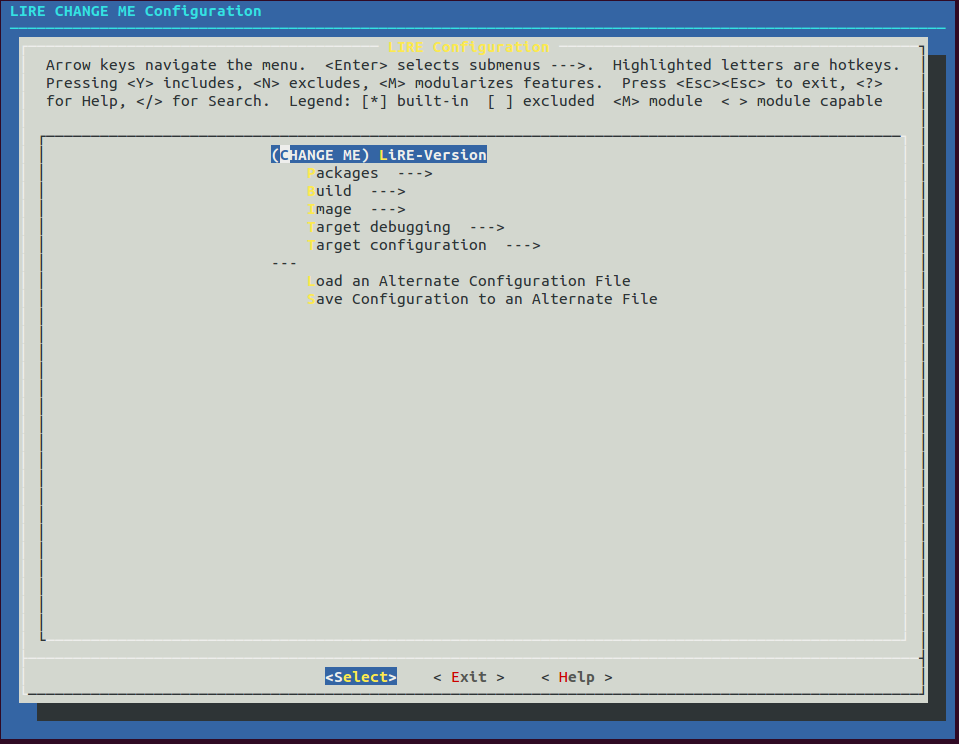 LIRE CHANGE ME Configuration
LIRE Configuration
Arrow keys navigate the menu.  <Enter> selects submenus --->.  Highlighted letters are hotkeys.
Pressing <Y> includes, <N> excludes, <M> modularizes features.  Press <Esc><Esc> to exit, <?>
for Help, </> for Search.  Legend: [*] built-in  [ ] excluded  <M> module  < > module capable
(CHANGE ME) LiRE-Version
Packages  --->
Build  --->
Image  --->
Target debugging  --->
Target configuration  --->
---
Load an Alternate Configuration File
Save Configuration to an Alternate File
<Select>    < Exit >    < Help >